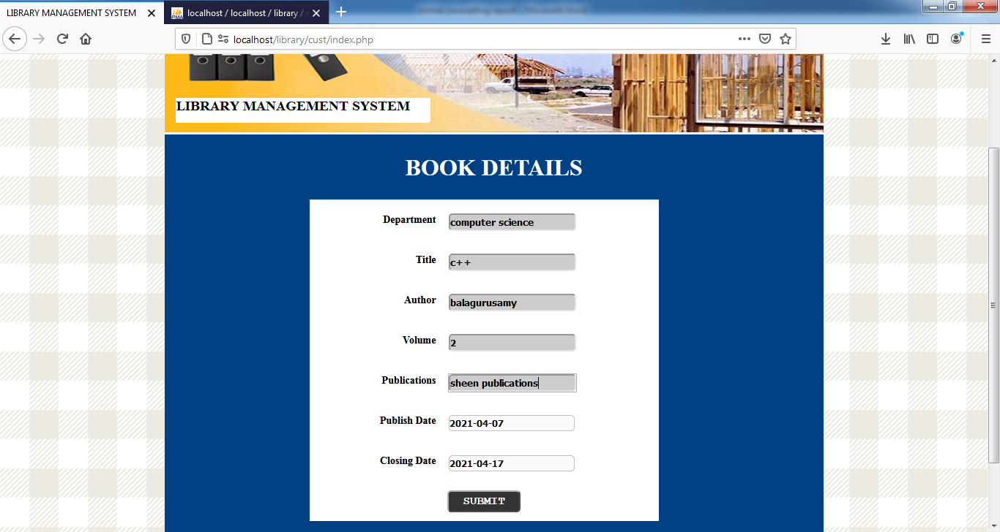 LIBRARY MANAGEMENT SYSTEM
localhost / localhost / library /
localhost/library/cust/index.php
LIBRARY MANAGEMENT SYSTEM
BOOK DETAILS
Department computer science
Title c++
Author balagurusamy
Volume 2
Publications sheen publications
Publish Date 2021-04-07
Closing Date 2021-04-17
SUBMIT